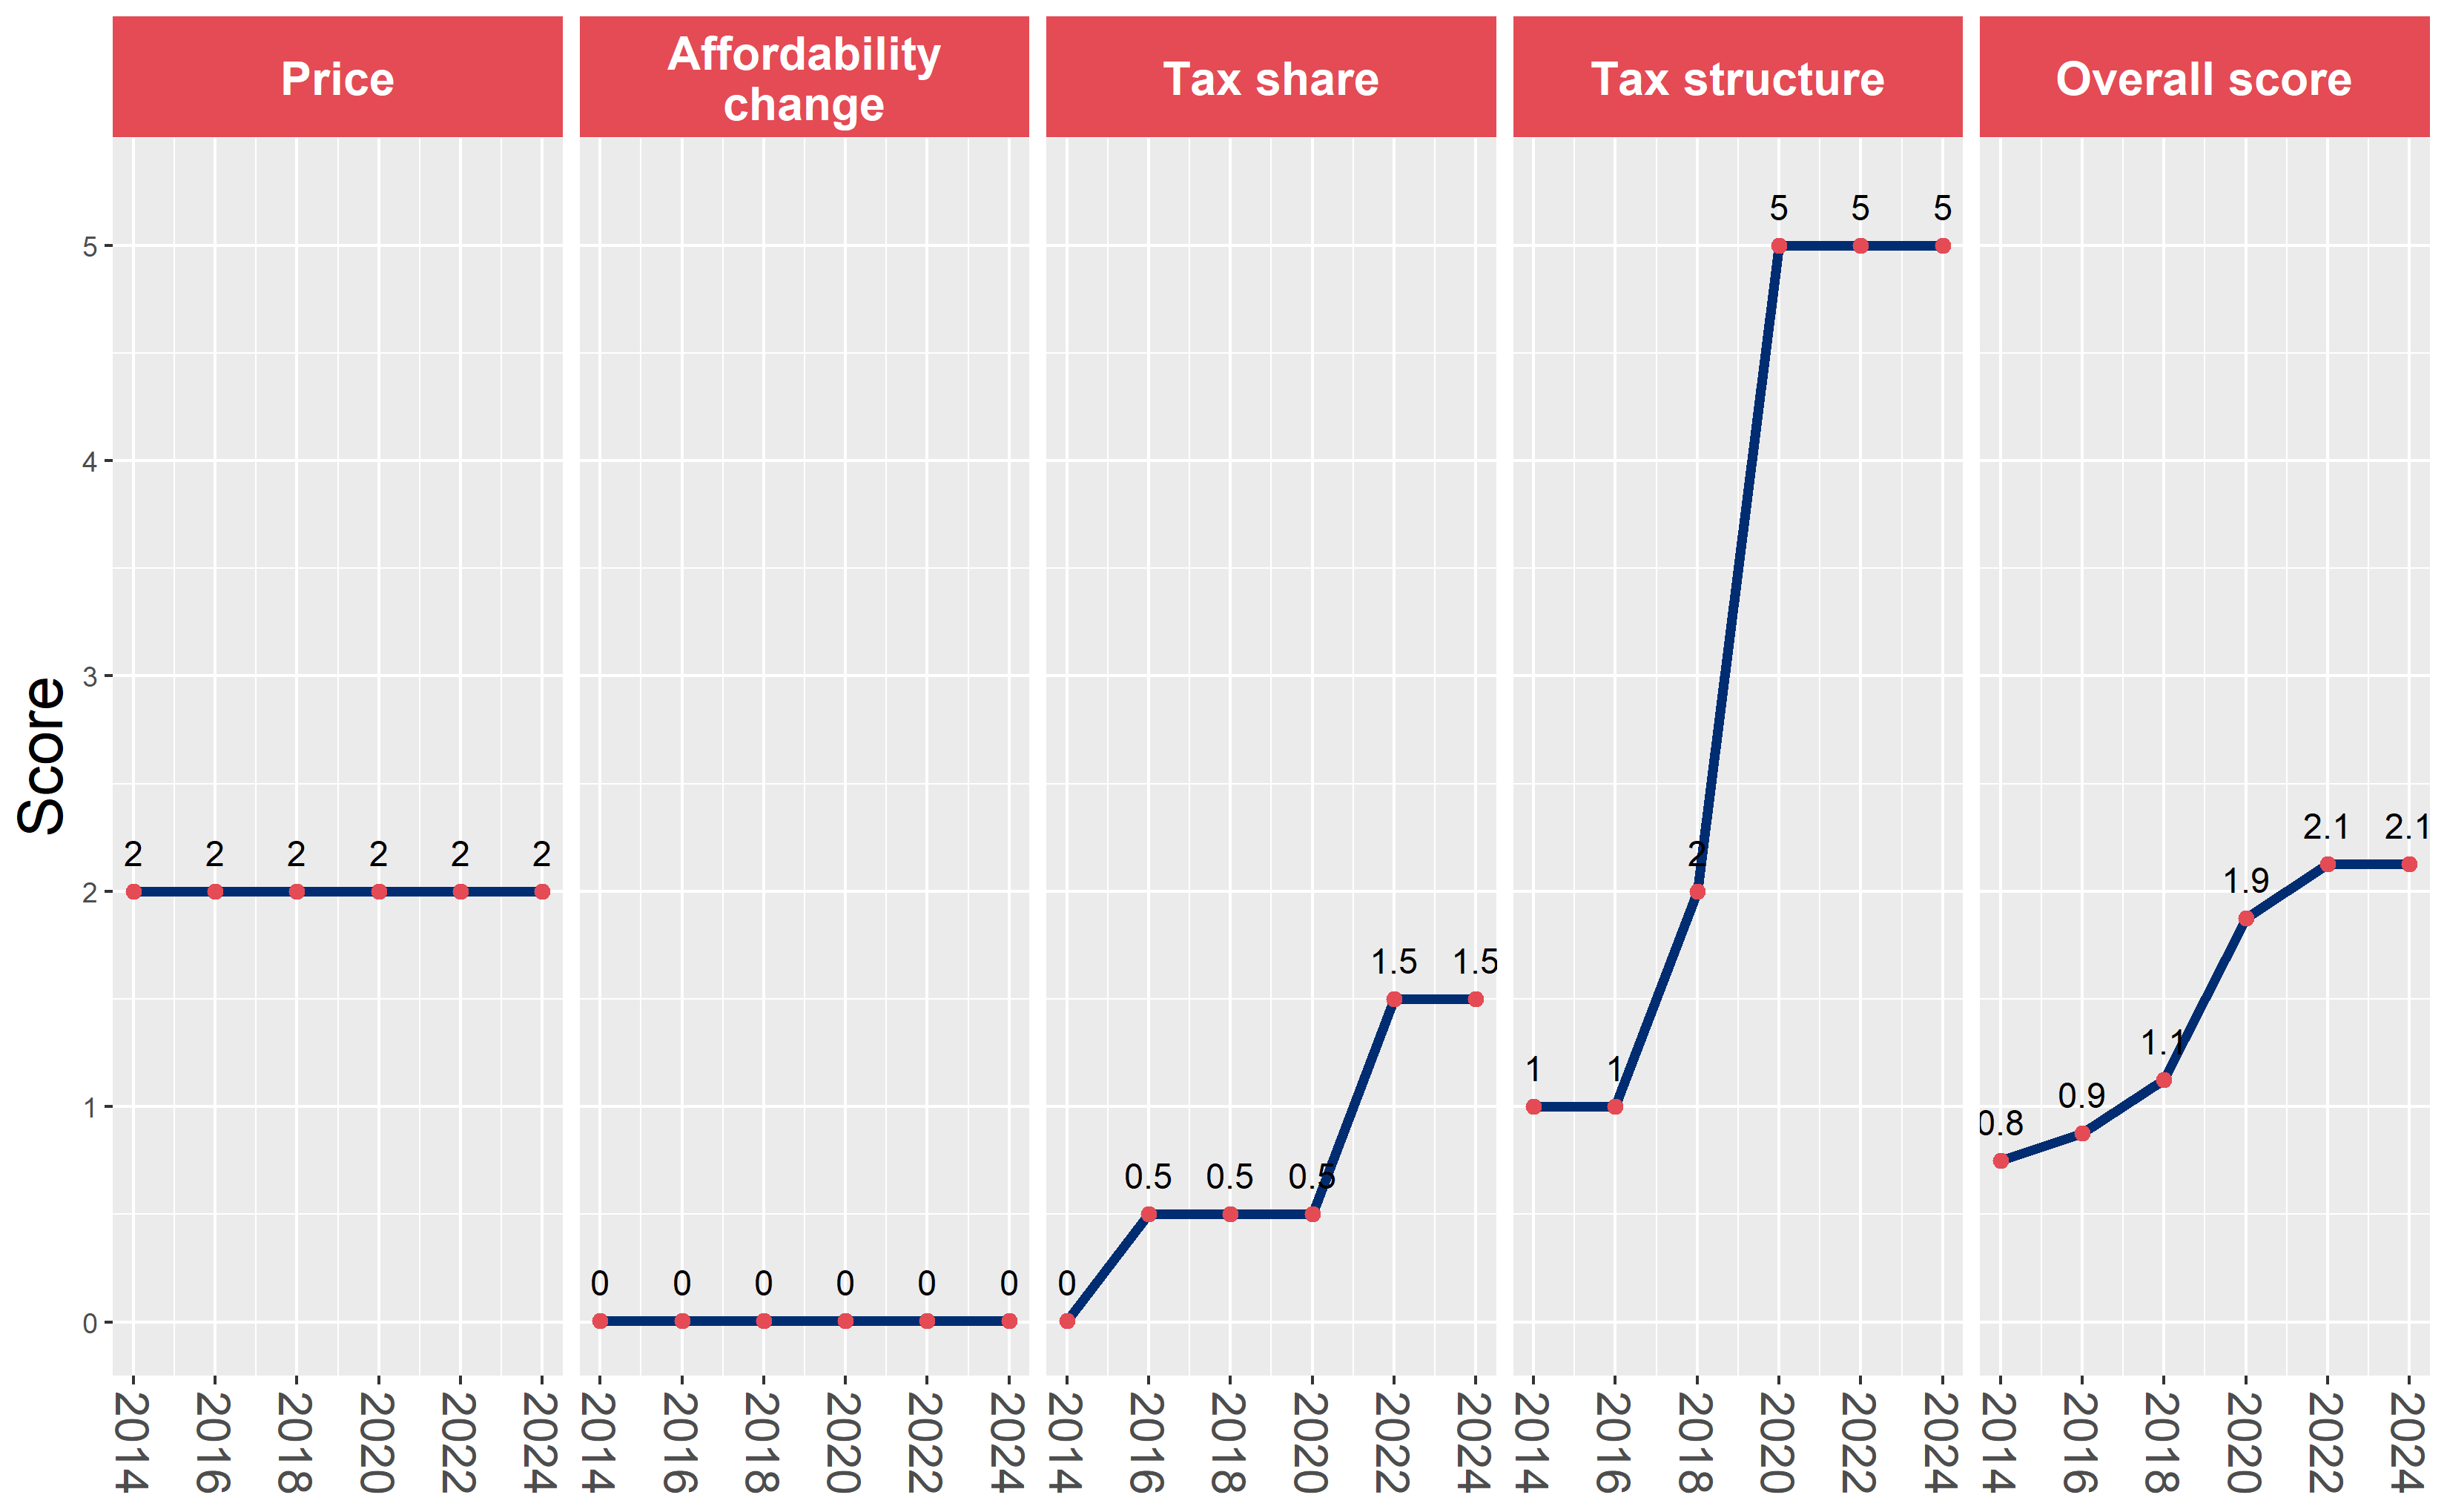 Price
Affordability
change
Tax share
Tax structure
Overall score
Score
5
4
3
2
1
0
2 2 2 2 2 2
0 0 0 0 0 0
0 0.5 0.5 0.5 1.5 1.5
1 1 2 5 5 5
0.8 0.9 1.1 1.9 2.1 2.1
2014 2016 2018 2020 2022 2024
2014 2016 2018 2020 2022 2024
2014 2016 2018 2020 2022 2024
2014 2016 2018 2020 2022 2024
2014 2016 2018 2020 2022 2024